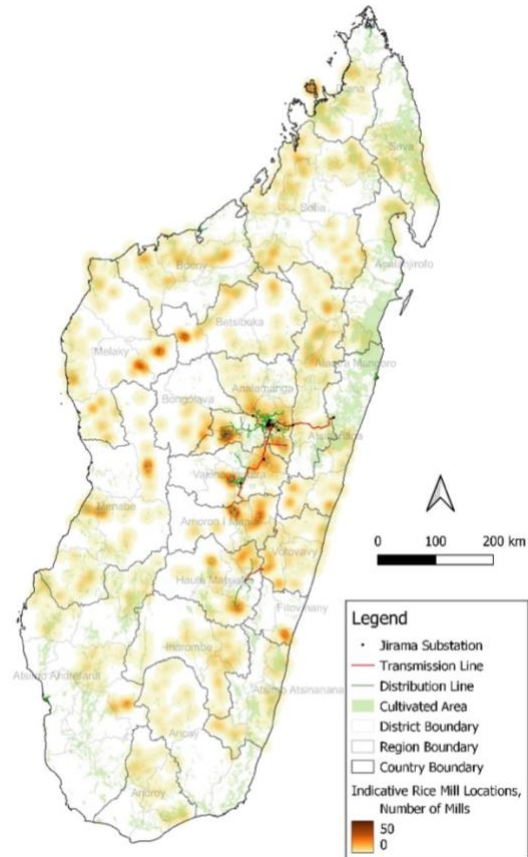 Diana
Sava
Sofia
Analanjirofo
Boeny
Betsiboka
Melaky
Alaotra Mangoro
Analamanga
Bongolava
Atsinanana
Vakinankaratra
Menabe
Amoron I Mania
Vatovavy
Haute Matsiatra
Fitovinany
Ihorombe
Atsimo Andrefana
Atsimo Atsinanana
Anosy
Androy
0 100 200 km
Legend
Jirama Substation
Transmission Line
Distribution Line
Cultivated Area
District Boundary
Region Boundary
Country Boundary
Indicative Rice Mill Locations,
Number of Mills
50
0